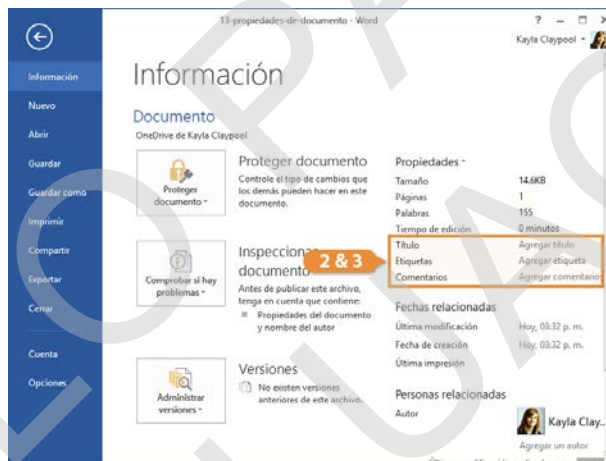 13-propiedades-de-documento - Word
Kayla Claypool
Información
Nuevo
Abrir
Guardar
Guardar como
Imprimir
Compartir
Exportar
Cerrar
Cuenta
Opciones
Información
Documento
OneDrive de Kayla Claypool
Proteger documento
Proteger documento
Controle el tipo de cambios que
los demás pueden hacer en este
documento.
Comprobar si hay
problemas
Inspeccionar
documento
Antes de publicar este archivo,
tenga en cuenta que contiene:
Propiedades del documento
y nombre del autor
2 & 3
Administrar
versiones
Versiones
No existen versiones
anteriores de este archivo.
Propiedades
Tamaño 14.6KB
Páginas 1
Palabras 155
Tiempo de edición 0 minutos
Título Agregar título
Etiquetas Agregar etiqueta
Comentarios Agregar comentarios
Fechas relacionadas
Última modificación Hoy, 03:32 p. m.
Fecha de creación Hoy, 03:32 p. m.
Última impresión
Personas relacionadas
Autor
Kayla Clay...
Agregar un autor